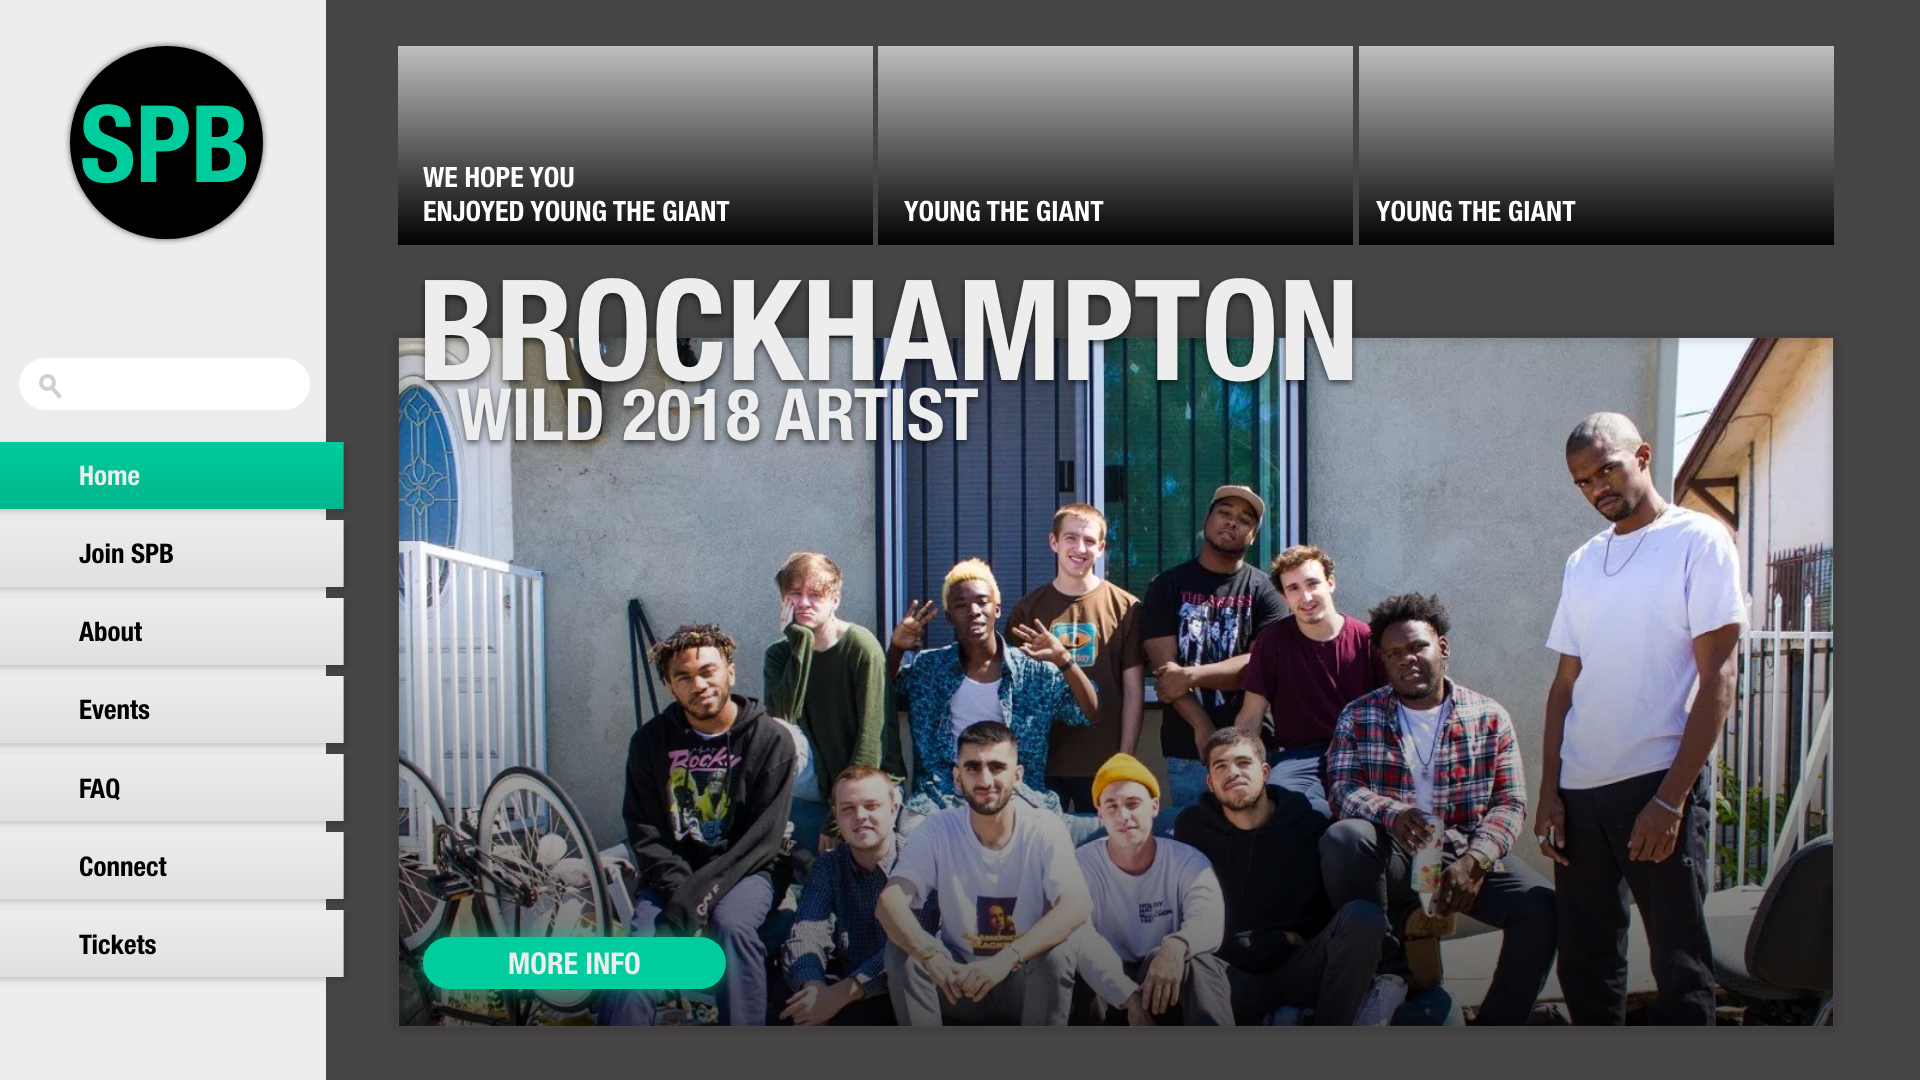 SPB
Home
Join SPB
About
Events
FAQ
Connect
Tickets
WE HOPE YOU
ENJOYED YOUNG THE GIANT
YOUNG THE GIANT
YOUNG THE GIANT
BROCKHAMPTON
WILD 2018 ARTIST
Rocky
MORE INFO